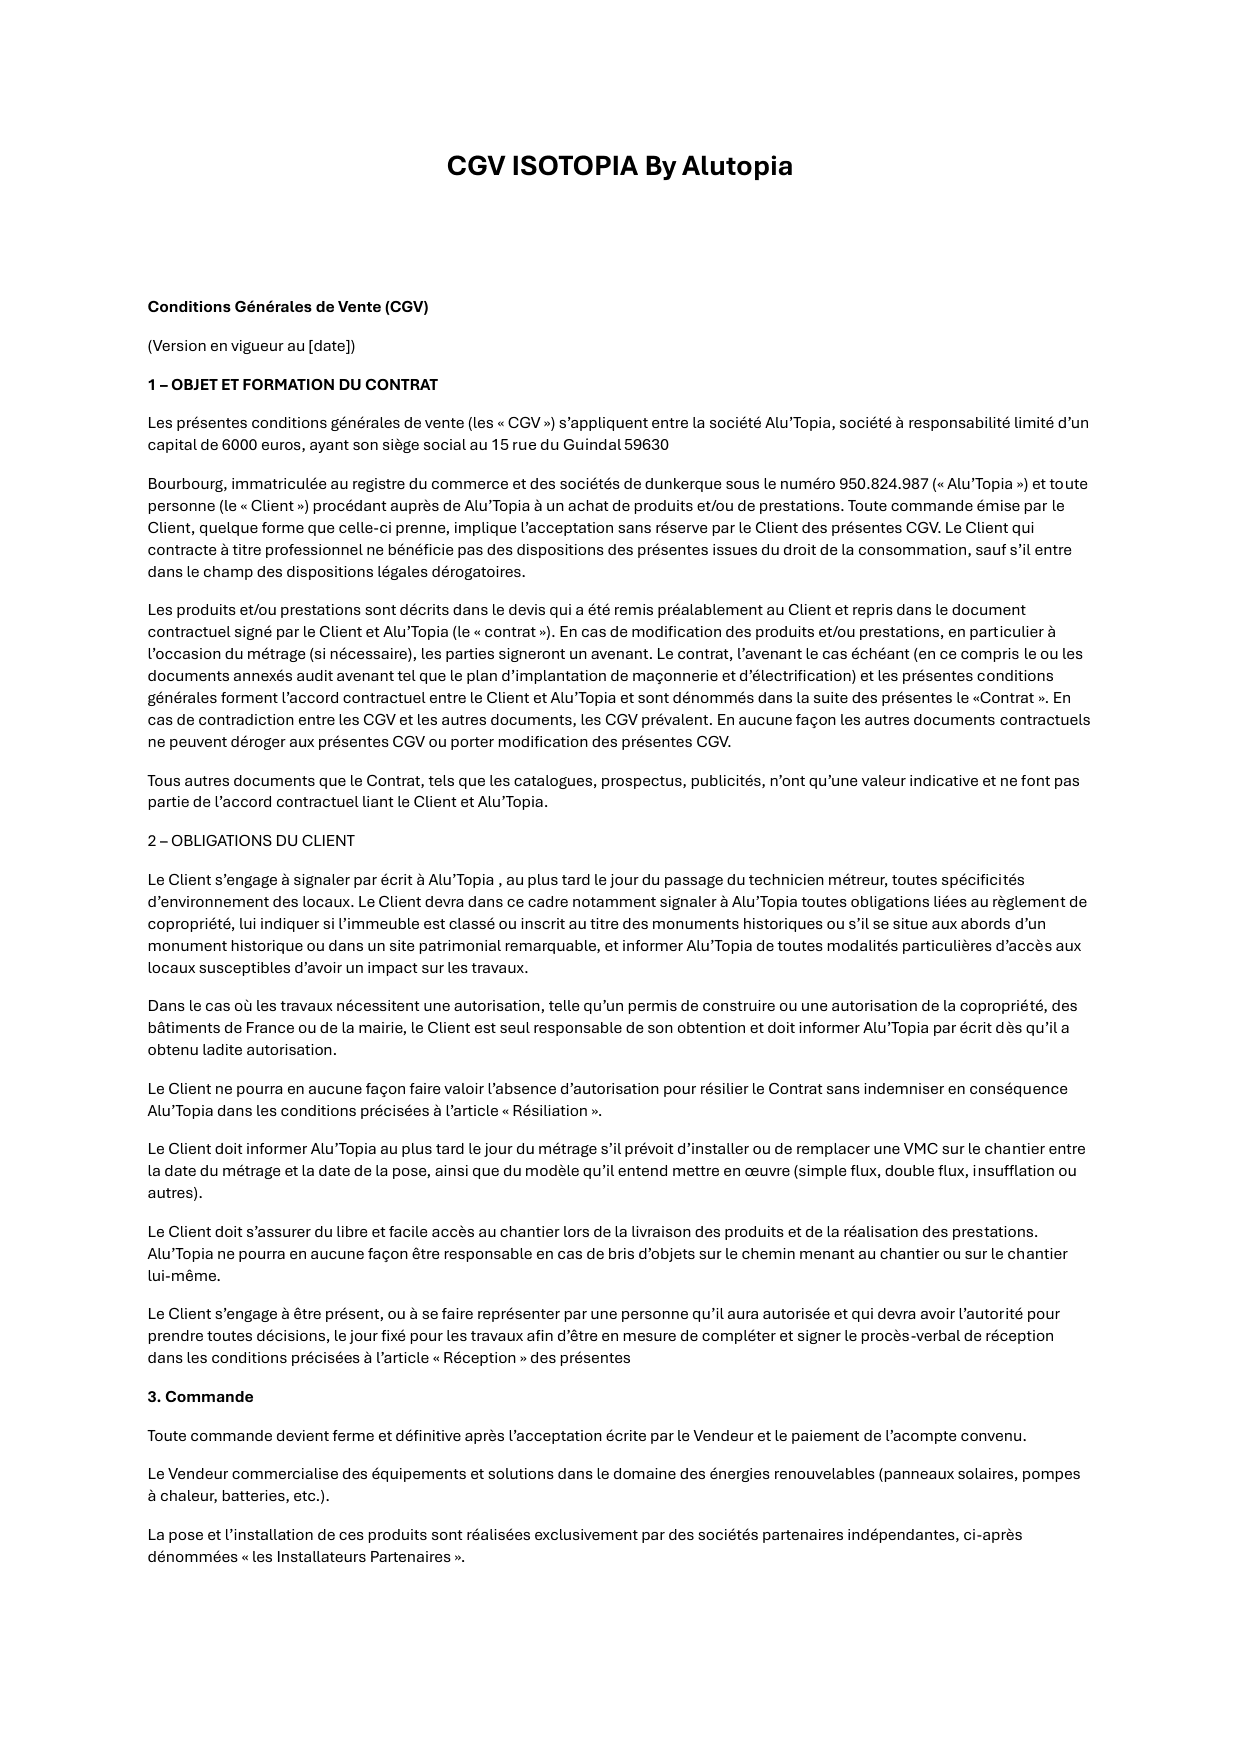 CGV ISOTOPIA By Alutopia
Conditions Générales de Vente (CGV)
(Version en vigueur au [date])
1 – OBJET ET FORMATION DU CONTRAT
Les présentes conditions générales de vente (les « CGV ») s’appliquent entre la société Alu’Topia, société à responsabilité limité d’un
capital de 6000 euros, ayant son siège social au 15 rue du Guindal 59630
Bourbourg, immatriculée au registre du commerce et des sociétés de dunkerque sous le numéro 950.824.987 (« Alu’Topia ») et toute
personne (le « Client ») procédant auprès de Alu’Topia à un achat de produits et/ou de prestations. Toute commande émise par le
Client, quelque forme que celle-ci prenne, implique l’acceptation sans réserve par le Client des présentes CGV. Le Client qui
contracte à titre professionnel ne bénéficie pas des dispositions des présentes issues du droit de la consommation, sauf s’il entre
dans le champ des dispositions légales dérogatoires.
Les produits et/ou prestations sont décrits dans le devis qui a été remis préalablement au Client et repris dans le document
contractuel signé par le Client et Alu’Topia (le « contrat »). En cas de modification des produits et/ou prestations, en particulier à
l’occasion du métrage (si nécessaire), les parties signeront un avenant. Le contrat, l’avenant le cas échéant (en ce compris le ou les
documents annexés audit avenant tel que le plan d’implantation de maçonnerie et d’électrification) et les présentes conditions
générales forment l’accord contractuel entre le Client et Alu’Topia et sont dénommés dans la suite des présentes le «Contrat ». En
cas de contradiction entre les CGV et les autres documents, les CGV prévalent. En aucune façon les autres documents contractuels
ne peuvent déroger aux présentes CGV ou porter modification des présentes CGV.
Tous autres documents que le Contrat, tels que les catalogues, prospectus, publicités, n’ont qu’une valeur indicative et ne font pas
partie de l’accord contractuel liant le Client et Alu’Topia.
2 – OBLIGATIONS DU CLIENT
Le Client s’engage à signaler par écrit à Alu’Topia , au plus tard le jour du passage du technicien métreur, toutes spécificités
d’environnement des locaux. Le Client devra dans ce cadre notamment signaler à Alu’Topia toutes obligations liées au règlement de
copropriété, lui indiquer si l’immeuble est classé ou inscrit au titre des monuments historiques ou s’il se situe aux abords d’un
monument historique ou dans un site patrimonial remarquable, et informer Alu’Topia de toutes modalités particulières d’accès aux
locaux susceptibles d’avoir un impact sur les travaux.
Dans le cas où les travaux nécessitent une autorisation, telle qu’un permis de construire ou une autorisation de la copropriété, des
bâtiments de France ou de la mairie, le Client est seul responsable de son obtention et doit informer Alu’Topia par écrit dès qu’il a
obtenu ladite autorisation.
Le Client ne pourra en aucune façon faire valoir l’absence d’autorisation pour résilier le Contrat sans indemniser en conséquence
Alu’Topia dans les conditions précisées à l’article « Résiliation ».
Le Client doit informer Alu’Topia au plus tard le jour du métrage s’il prévoit d’installer ou de remplacer une VMC sur le chantier entre
la date du métrage et la date de la pose, ainsi que du modèle qu’il entend mettre en œuvre (simple flux, double flux, insufflation ou
autres).
Le Client doit s’assurer du libre et facile accès au chantier lors de la livraison des produits et de la réalisation des prestations.
Alu’Topia ne pourra en aucune façon être responsable en cas de bris d’objets sur le chemin menant au chantier ou sur le chantier
lui-même.
Le Client s’engage à être présent, ou à se faire représenter par une personne qu’il aura autorisée et qui devra avoir l’autorité pour
prendre toutes décisions, le jour fixé pour les travaux afin d’être en mesure de compléter et signer le procès-verbal de réception
dans les conditions précisées à l’article « Réception » des présentes
3. Commande
Toute commande devient ferme et définitive après l’acceptation écrite par le Vendeur et le paiement de l’acompte convenu.
Le Vendeur commercialise des équipements et solutions dans le domaine des énergies renouvelables (panneaux solaires, pompes
à chaleur, batteries, etc.).
La pose et l’installation de ces produits sont réalisées exclusivement par des sociétés partenaires indépendantes, ci-après
dénommées « les Installateurs Partenaires ».